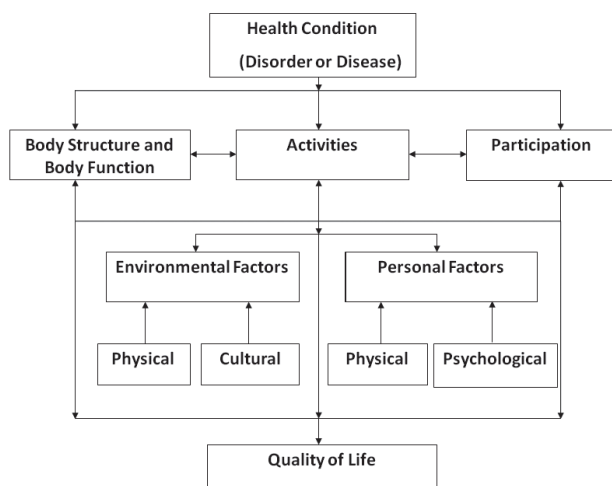 Health Condition
(Disorder or Disease)
Body Structure and
Body Function
Activities
Participation
Environmental Factors
Personal Factors
Physical
Cultural
Physical
Psychological
Quality of Life